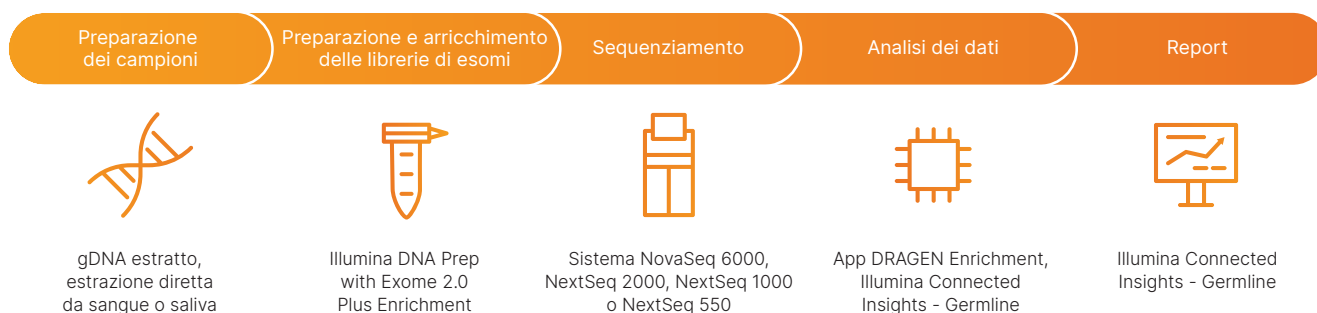 Preparazione
dei campioni
Preparazione e arricchimento
delle librerie di esomi
Sequenziamento
Analisi dei dati
Report
gDNA estratto,
estrazione diretta
da sangue o saliva
Illumina DNA Prep
with Exome 2.0
Plus Enrichment
Sistema NovaSeq 6000,
NextSeq 2000, NextSeq 1000
o NextSeq 550
App DRAGEN Enrichment,
Illumina Connected
Insights - Germline
Illumina Connected
Insights - Germline